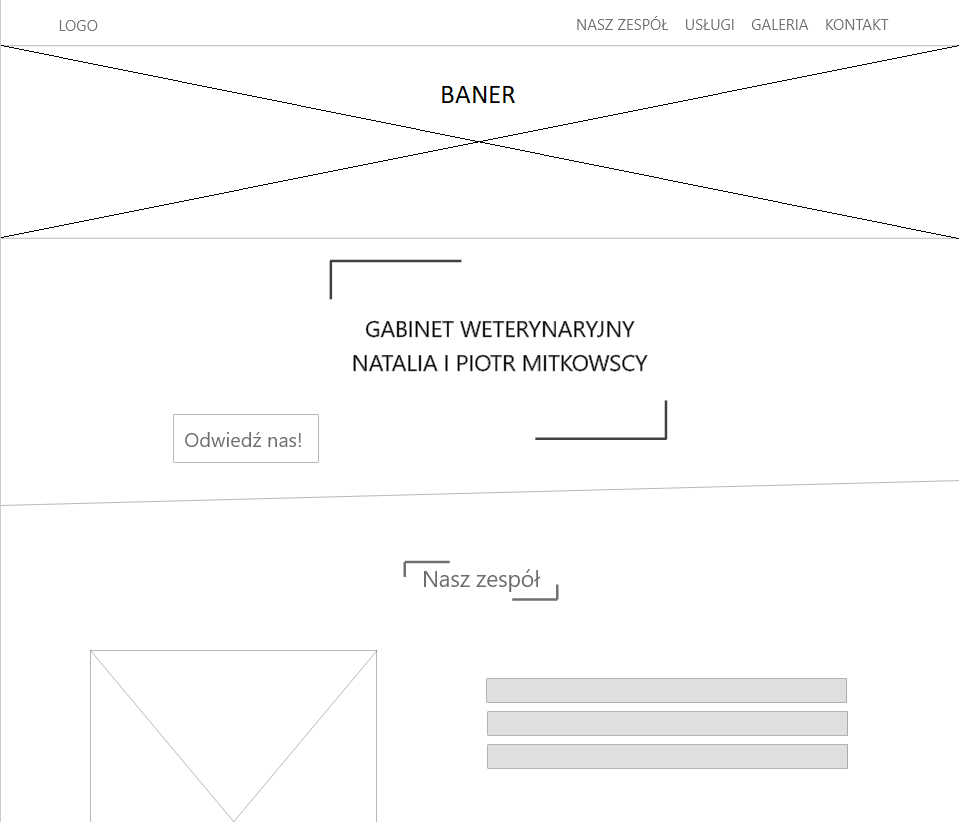 LOGO
NASZ ZESPÓŁ USŁUGI GALERIA KONTAKT
BANER
GABINET WETERYNARYJNY
NATALIA I PIOTR MITKOWSCY
Odwiedź nas!
Nasz zespół